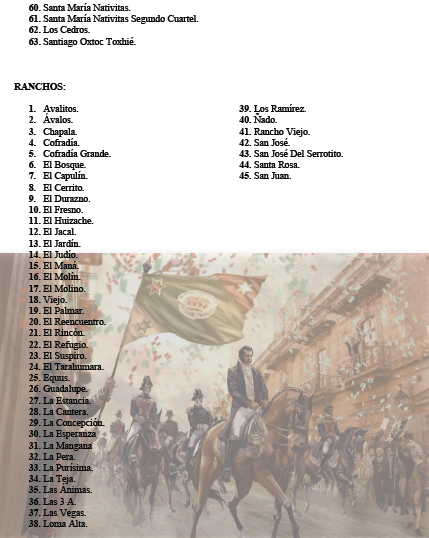 60. Santa María Nativitas.
61. Santa María Nativitas Segundo Cuartel.
62. Los Cedros.
63. Santiago Oxtoc Toxhié.
RANCHOS:
1. Avalitos.
2. Ávalos.
3. Chapala.
4. Cofradía.
5. Cofradía Grande.
6. El Bosque.
7. El Capulín.
8. El Cerrito.
9. El Durazno.
10. El Fresno.
11. El Huizache.
12. El Jacal.
13. El Jardín.
14. El Judío.
15. El Maná.
16. El Molín.
17. El Molino.
18. Viejo.
19. El Palmar.
20. El Reencuentro.
21. El Rincón.
22. El Refugio.
23. El Suspiro.
24. El Tarahumara.
25. Equus.
26. Guadalupe.
27. La Estancia.
28. La Cantera.
29. La Concepción.
30. La Esperanza
31. La Mangana
32. La Pera.
33. La Purísima.
34. La Teja.
35. Las Ánimas.
36. Las 3 A.
37. Las Vegas.
38. Loma Alta.
39. Los Ramírez.
40. Ñado.
41. Rancho Viejo.
42. San José.
43. San José Del Serrotito.
44. Santa Rosa.
45. San Juan.